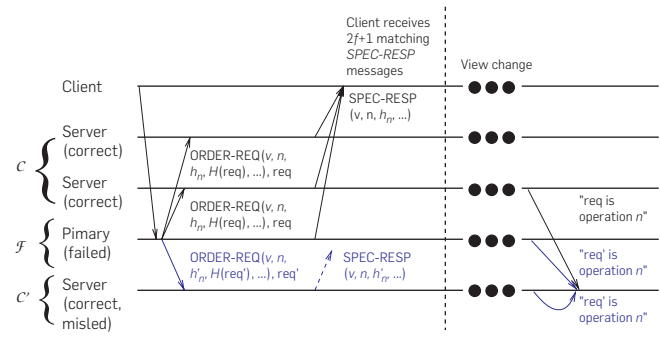 Client receives
2f+1 matching
SPEC-RESP
messages
View change
Client
SPEC-RESP
(v, n, hn, ...)
Server
(correct)
C
ORDER-REQ(v, n,
hn, H(req), ...), req
Server
(correct)
ORDER-REQ(v, n,
hn, H(req), ...), req
"req is
operation n"
F
Pimary
(failed)
ORDER-REQ(v, n,
h'n, H(req'), ...), req'
SPEC-RESP
(v, n, h'n, ...)
"req' is
operation n"
C'
Server
(correct,
misled)
"req' is
operation n"